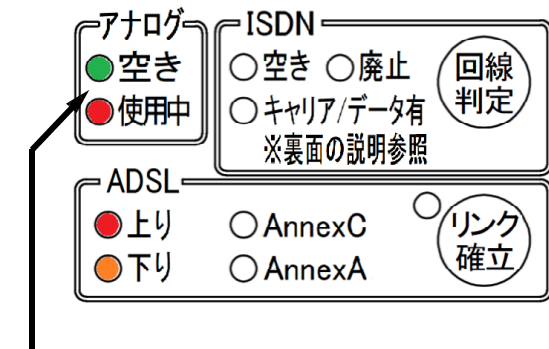 アナログ
空き
使用中
ISDN
空き 廃止
キャリア/データ有
※裏面の説明参照
回線
判定
ADSL
上り
下り
AnnexC
AnnexA
リンク
確立